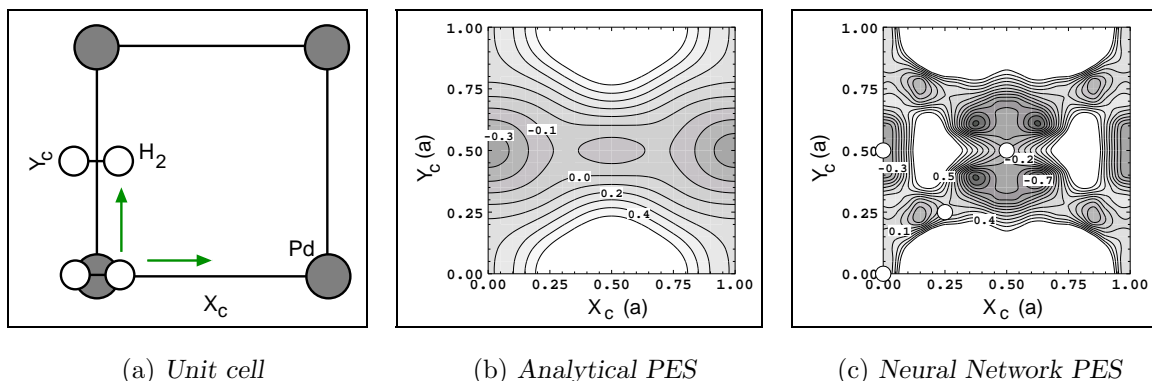 Y_c
H_2
Pd
X_c
1.00
0.75
0.50
0.25
0.00
Y_c (a)
-0.3
-0.1
0.0
0.2
0.4
0.00 0.25 0.50 0.75 1.00
X_c (a)
1.00
0.75
0.50
0.25
0.00
Y_c (a)
-0.3
0.5
-0.2
-0.7
0.1
0.4
0.00 0.25 0.50 0.75 1.00
X_c (a)
(a) Unit cell
(b) Analytical PES
(c) Neural Network PES